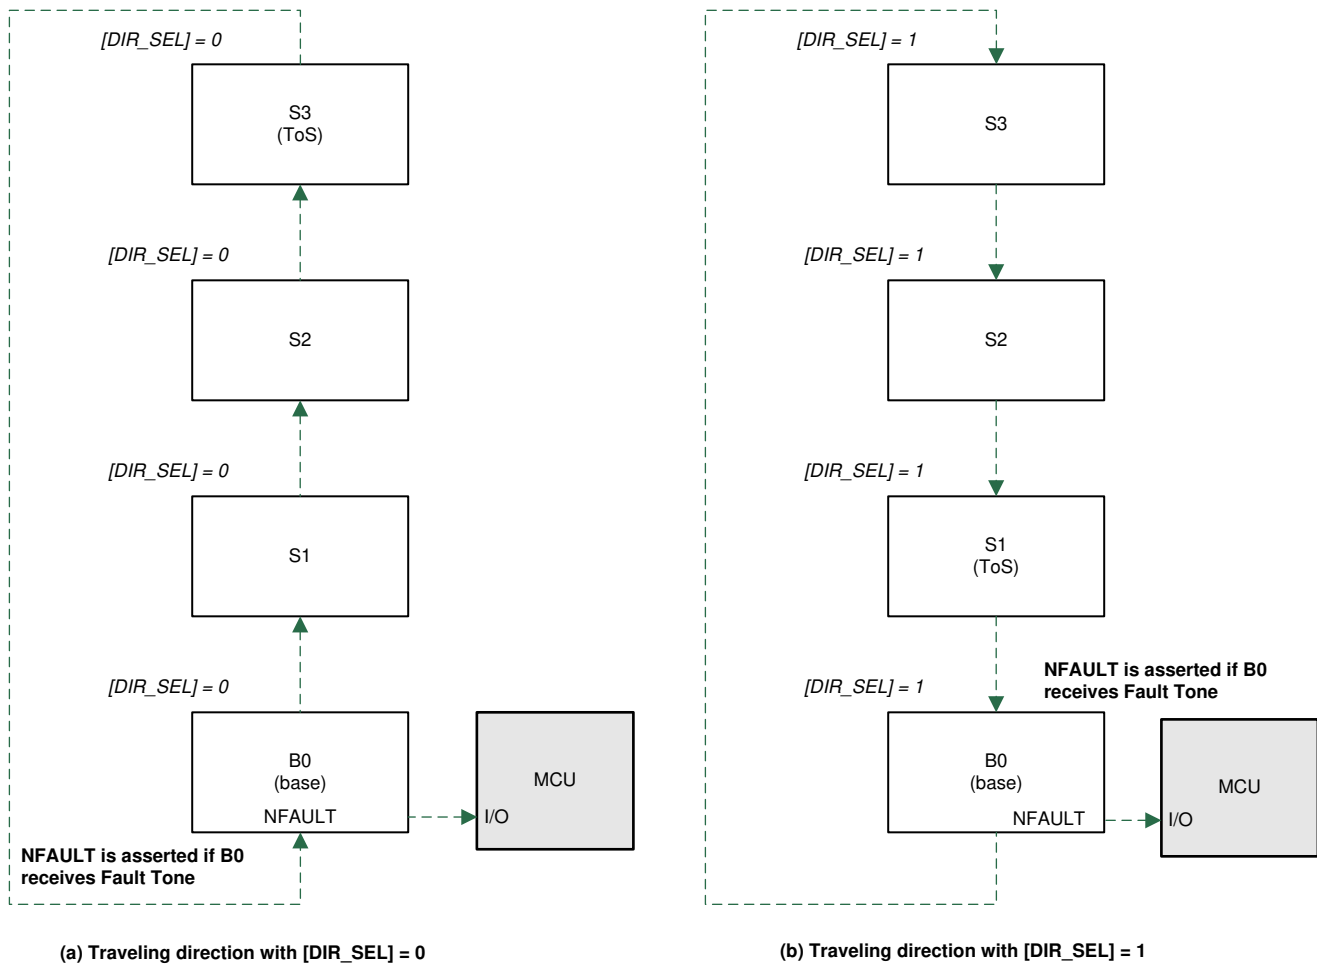 [DIR_SEL] = 0
S3
(ToS)
[DIR_SEL] = 0
S2
[DIR_SEL] = 0
S1
[DIR_SEL] = 0
B0
(base)
NFAULT
MCU
I/O
NFAULT is asserted if B0
receives Fault Tone
(a) Traveling direction with [DIR_SEL] = 0
[DIR_SEL] = 1
S3
[DIR_SEL] = 1
S2
[DIR_SEL] = 1
S1
(ToS)
NFAULT is asserted if B0
receives Fault Tone
[DIR_SEL] = 1
B0
(base)
NFAULT
MCU
I/O
(b) Traveling direction with [DIR_SEL] = 1